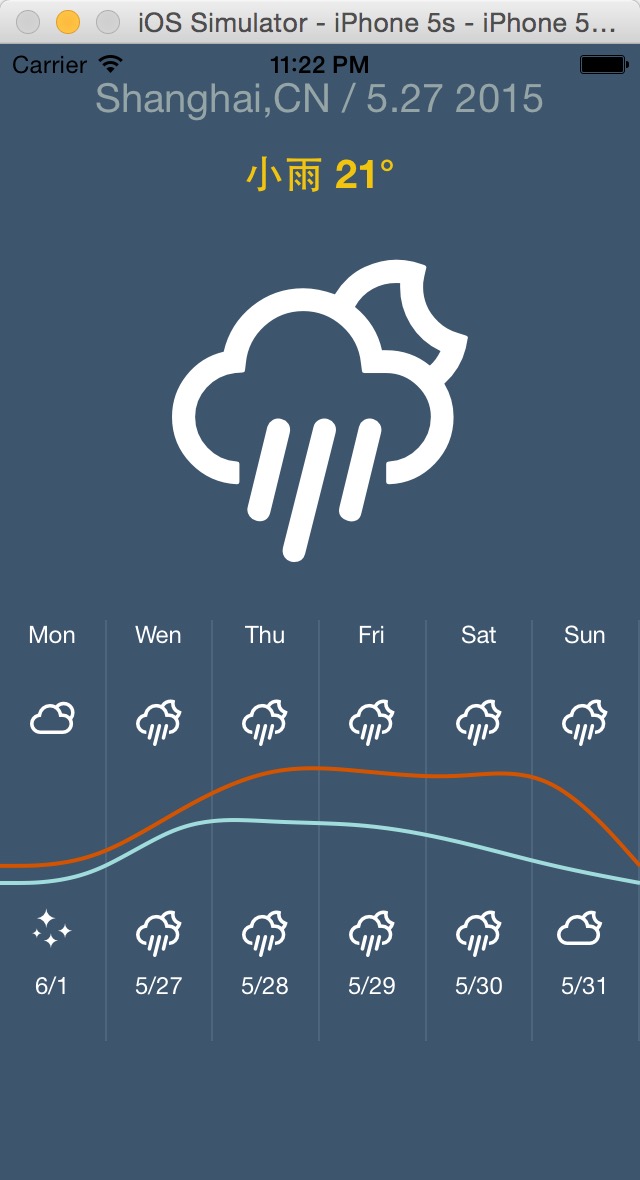 iOS Simulator - iPhone 5s - iPhone 5...
Carrier 11:22 PM
Shanghai,CN / 5.27 2015
小雨 21°
Mon Wen Thu Fri Sat Sun
6/1 5/27 5/28 5/29 5/30 5/31